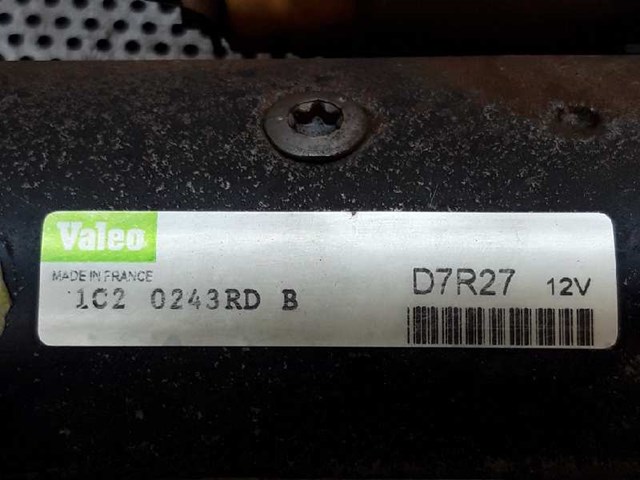 Valeo
MADE IN FRANCE
1C2 0243RD B
D7R27 12V